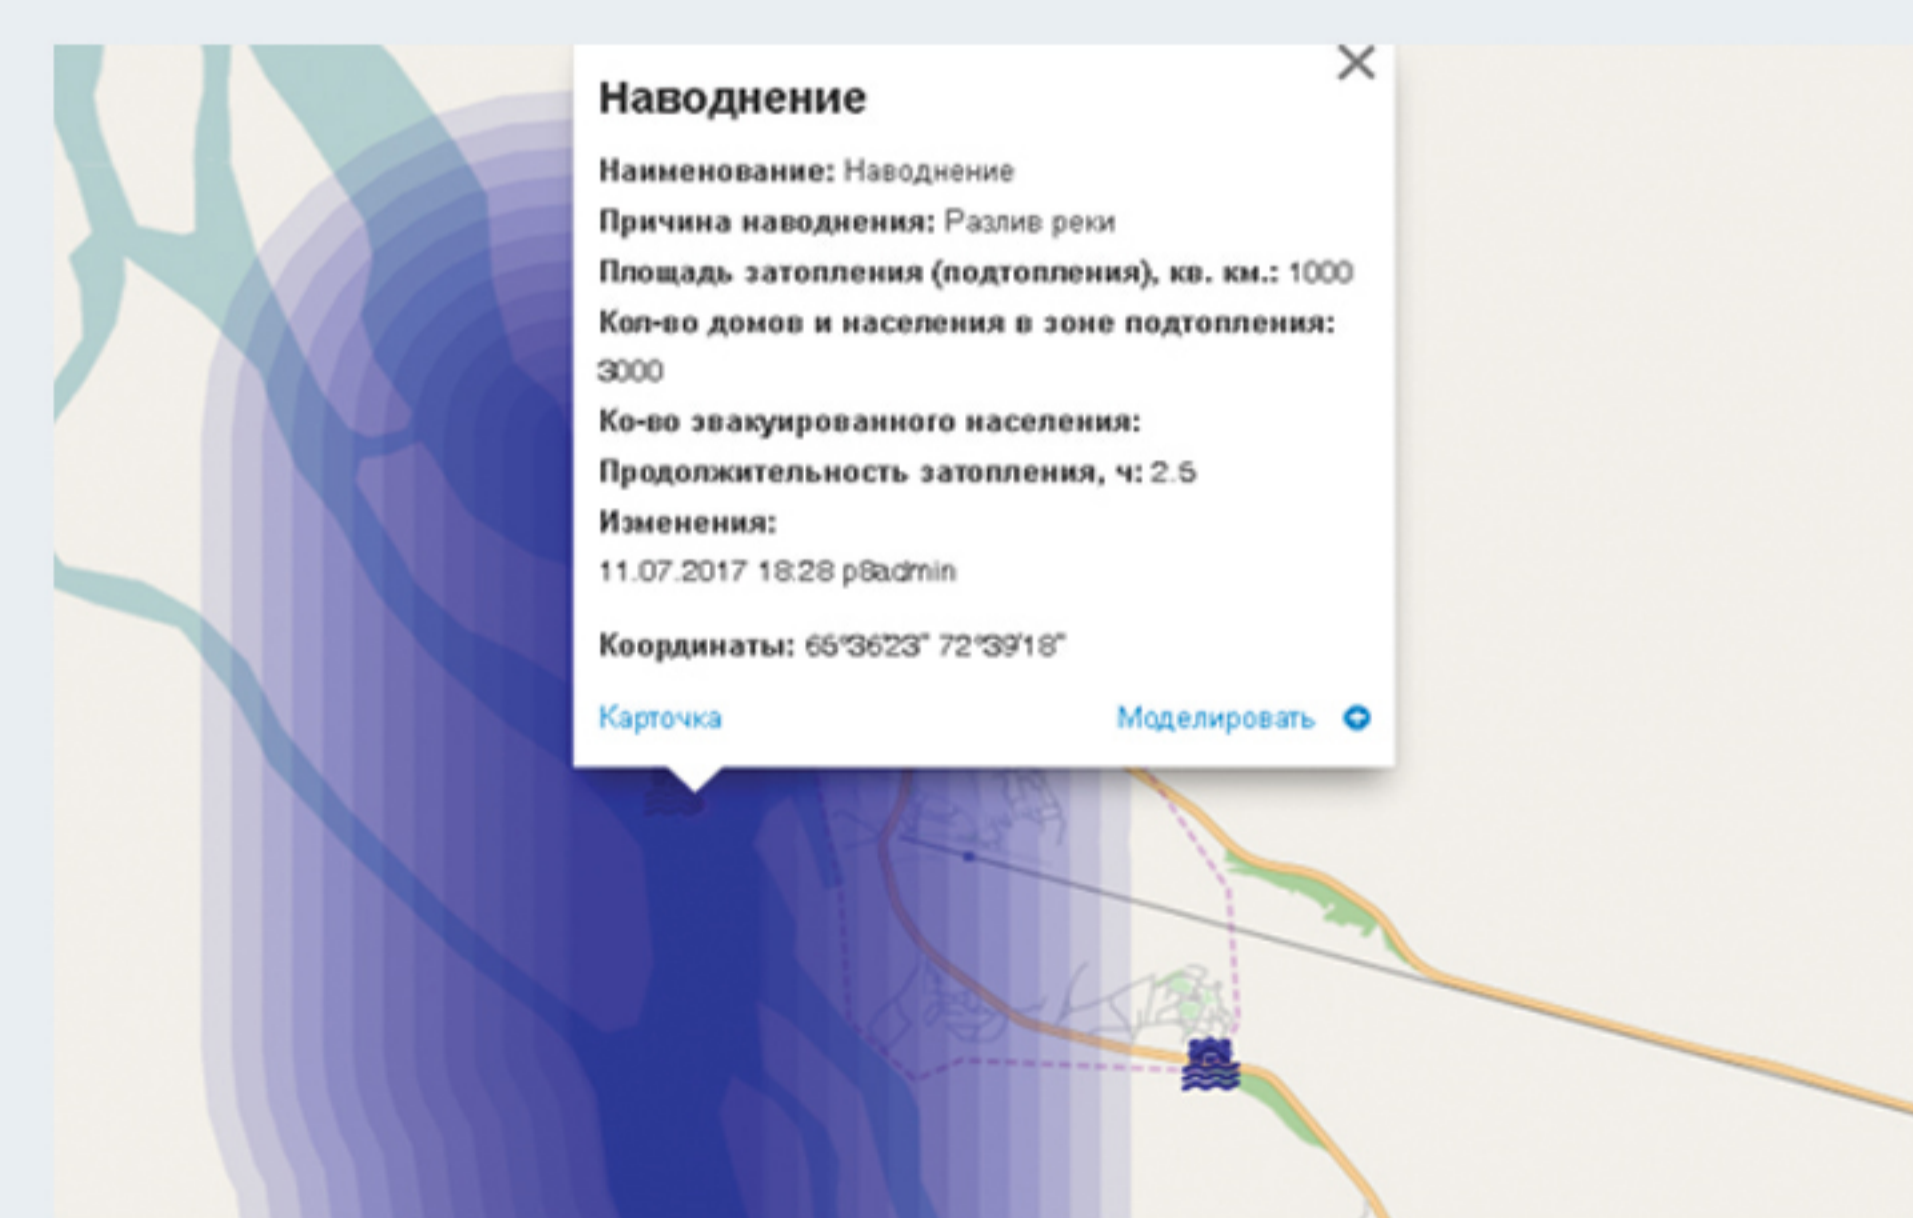 Наводнение
Наименование: Наводнение
Причина наводнения: Разлив реки
Площадь затопления (подтопления), кв. км.: 1000
Кол-во домов и населения в зоне подтопления:
3000
Ко-во эвакуированного населения:
Продолжительность затопления, ч: 2.5
Изменения:
11.07.2017 18:28 p8admin
Координаты: 65°36'23" 72°39'18"
Карточка
Моделировать